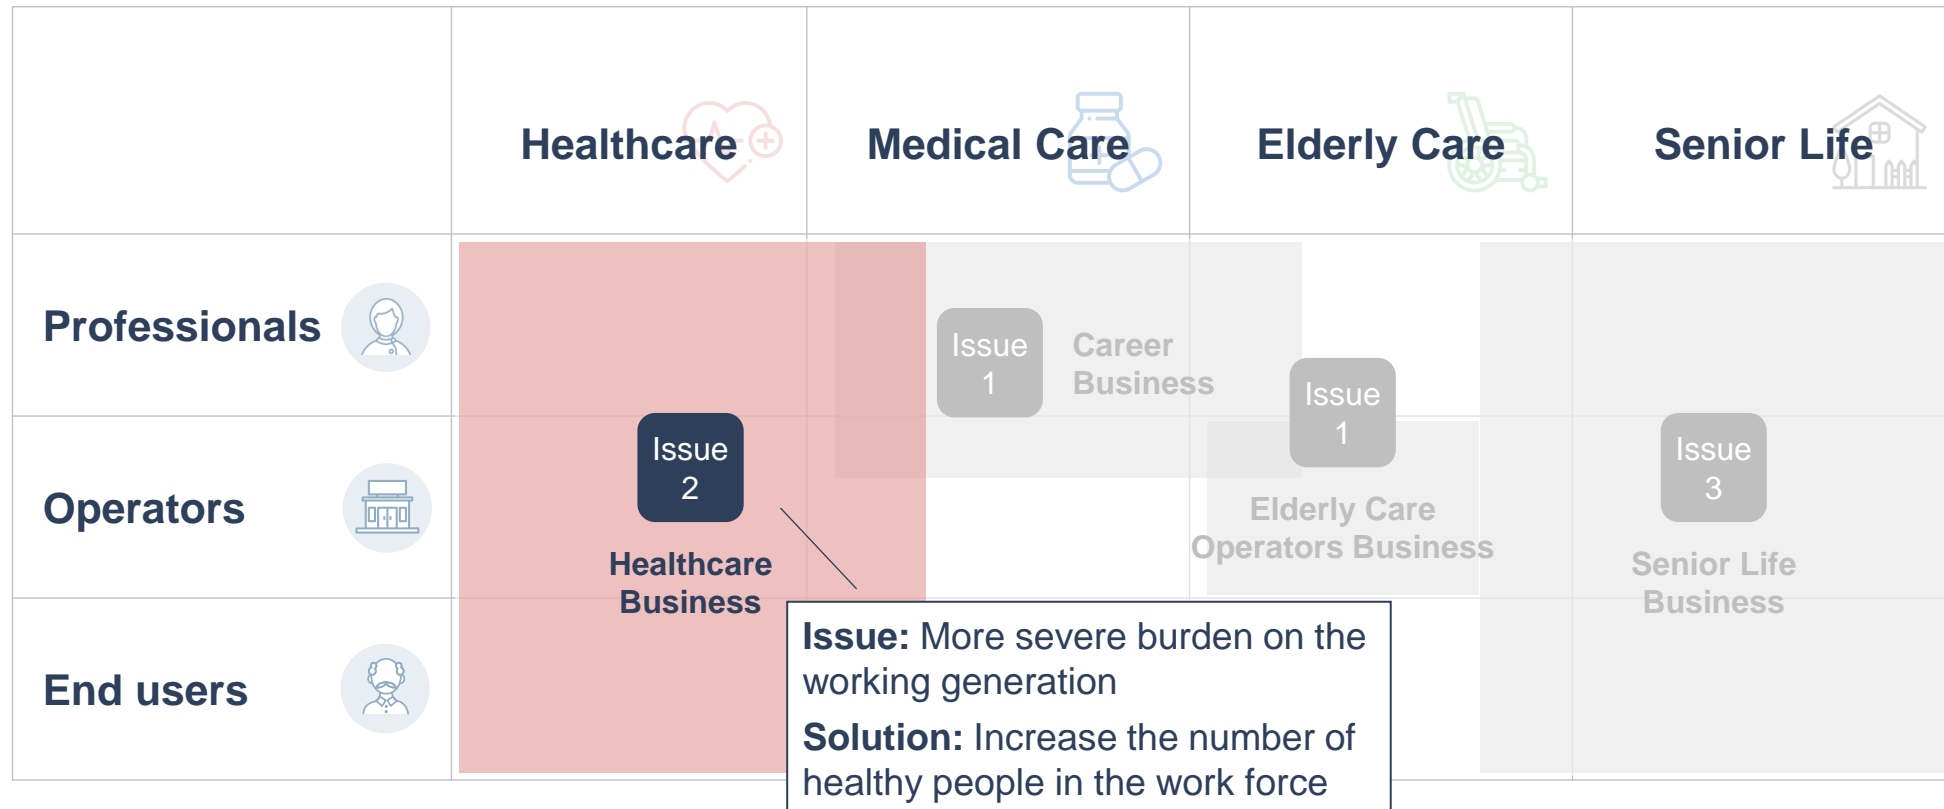 Healthcare
Medical Care
Elderly Care
Senior Life
Professionals
Issue
1
Career
Business
Issue
1
Operators
Issue
2
Healthcare
Business
Elderly Care
Operators Business
Issue
3
Senior Life
Business
End users
Issue: More severe burden on the
working generation
Solution: Increase the number of
healthy people in the work force